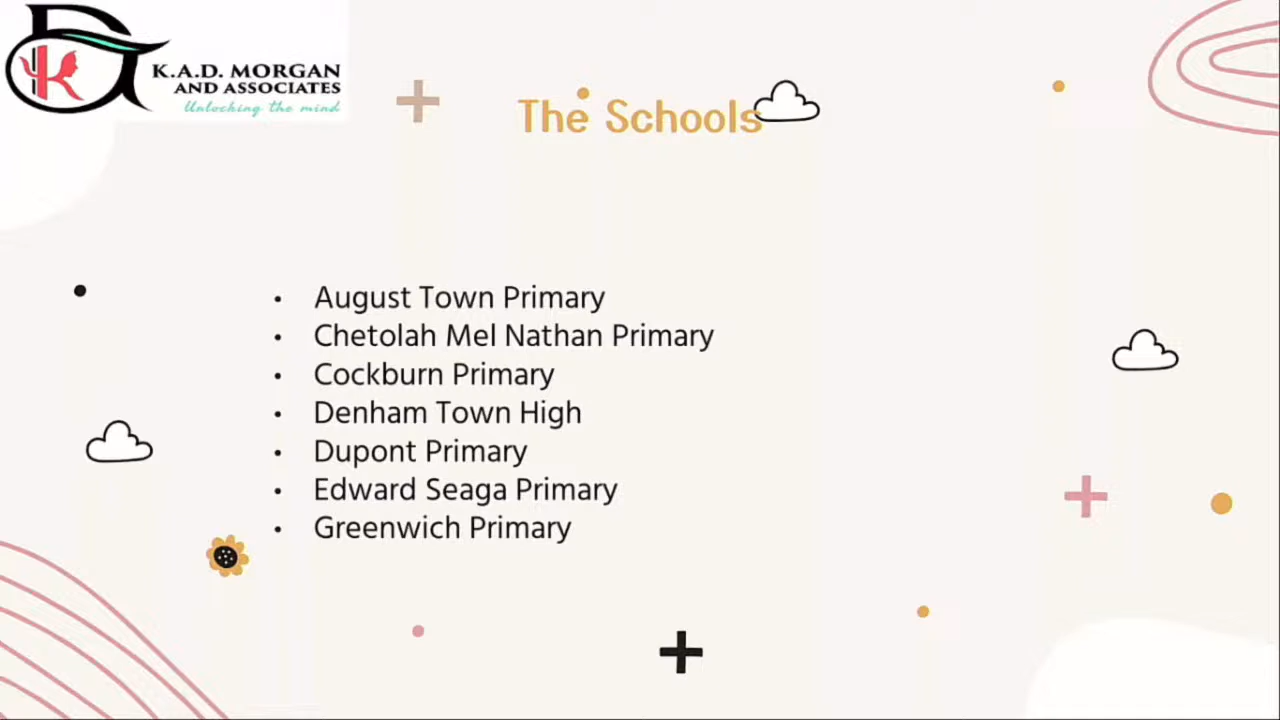 K.A.D. MORGAN
AND ASSOCIATES
Unlocking the mind
The Schools
• August Town Primary
• Chetolah Mel Nathan Primary
• Cockburn Primary
• Denham Town High
• Dupont Primary
• Edward Seaga Primary
• Greenwich Primary